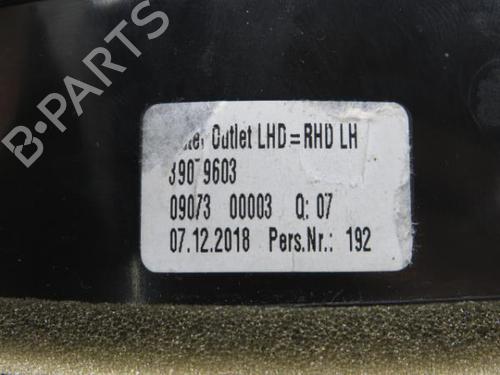 B-PARTS
Outlet LHD=RHD LH
09073 00003 Q: 07
07.12.2018 Pers.Nr.: 192